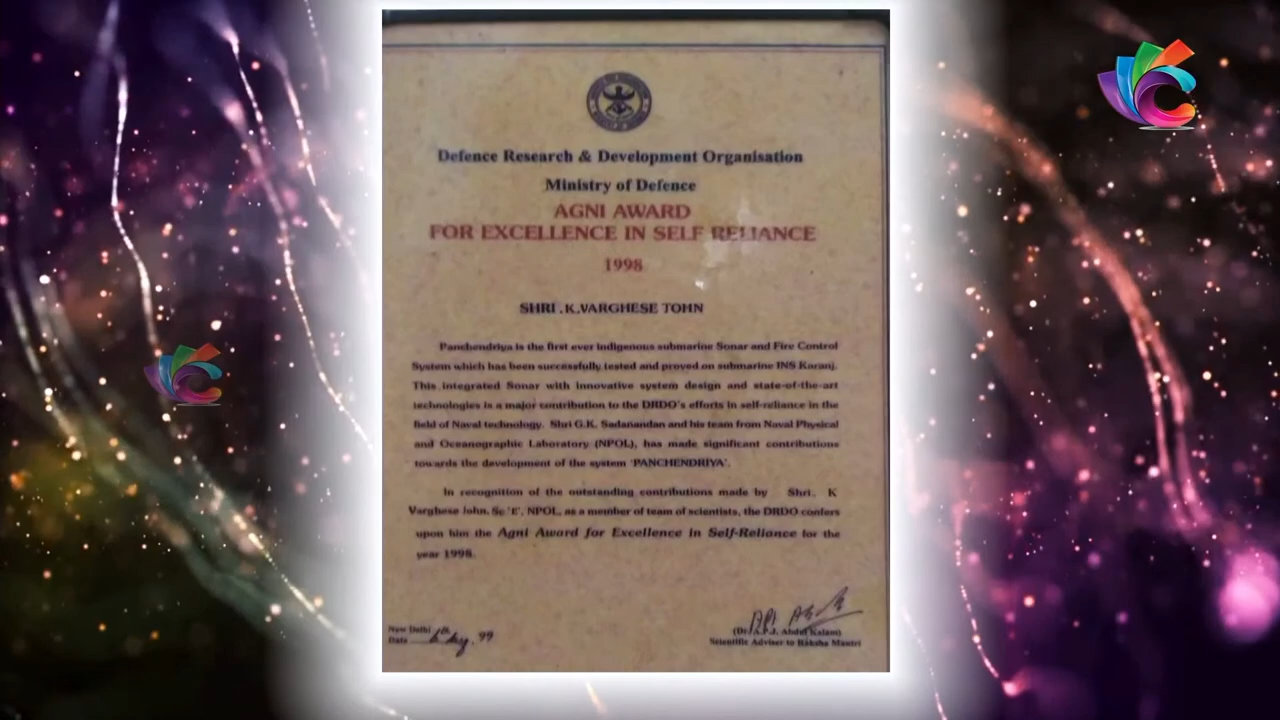 Defence Research & Development Organisation
Ministry of Defence
AGNI AWARD
FOR EXCELLENCE IN SELF RELIANCE
1998
SHRI .K.VARGHESE TOHN
Panchendriya is the first ever indigenous submarine Sonar and Fire Control
System which has been successfully tested and proved on submarine INS Karanj.
This integrated Sonar with innovative system design and state-of-the-art
technologies is a major contribution to the DRDO's efforts in self-reliance in the
field of Naval technology. Shri G.K. Sadanandan and his team from Naval Physical
and Oceanographic Laboratory (NPOL), has made significant contributions
towards the development of the system 'PANCHENDRIYA'.
In recognition of the outstanding contributions made by Shri. K
Varghese John, Sc 'E', NPOL, as a member of team of scientists, the DRDO confers
upon him the Agni Award for Excellence in Self-Reliance for the
year 1998.
New Delhi
Date 99
(Dr. A.P.J. Abdul Kalam)
Scientific Adviser to Raksha Mantri